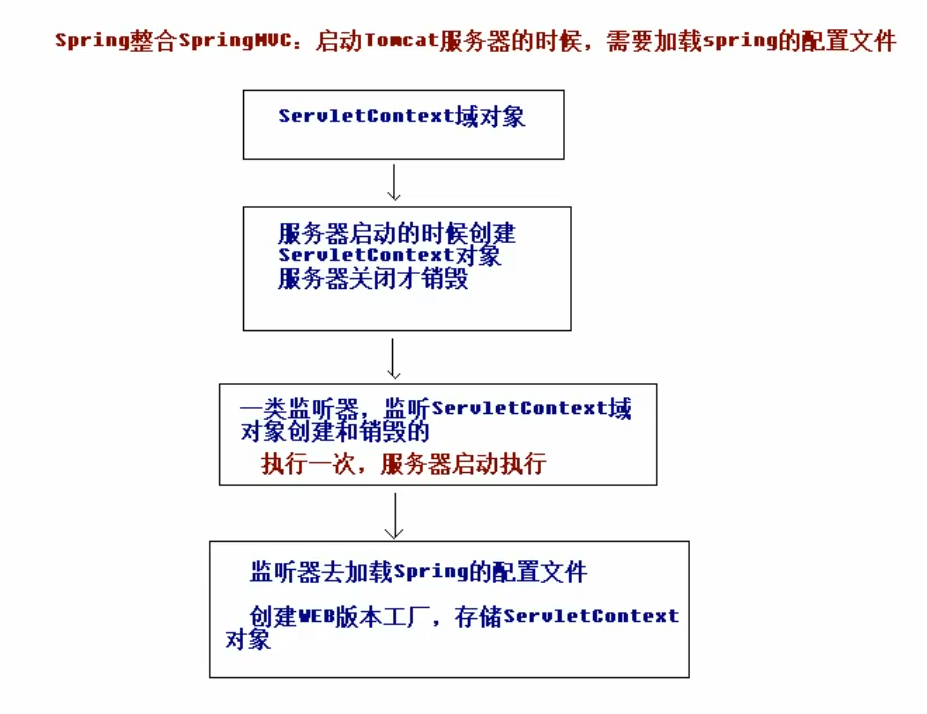 Spring整合SpringMVC：启动Tomcat服务器的时候，需要加载spring的配置文件
ServletContext域对象
服务器启动的时候创建
ServletContext对象
服务器关闭才销毁
一类监听器，监听ServletContext域
对象创建和销毁的
执行一次，服务器启动执行
监听器去加载Spring的配置文件
创建WEB版本工厂，存储ServletContext
对象